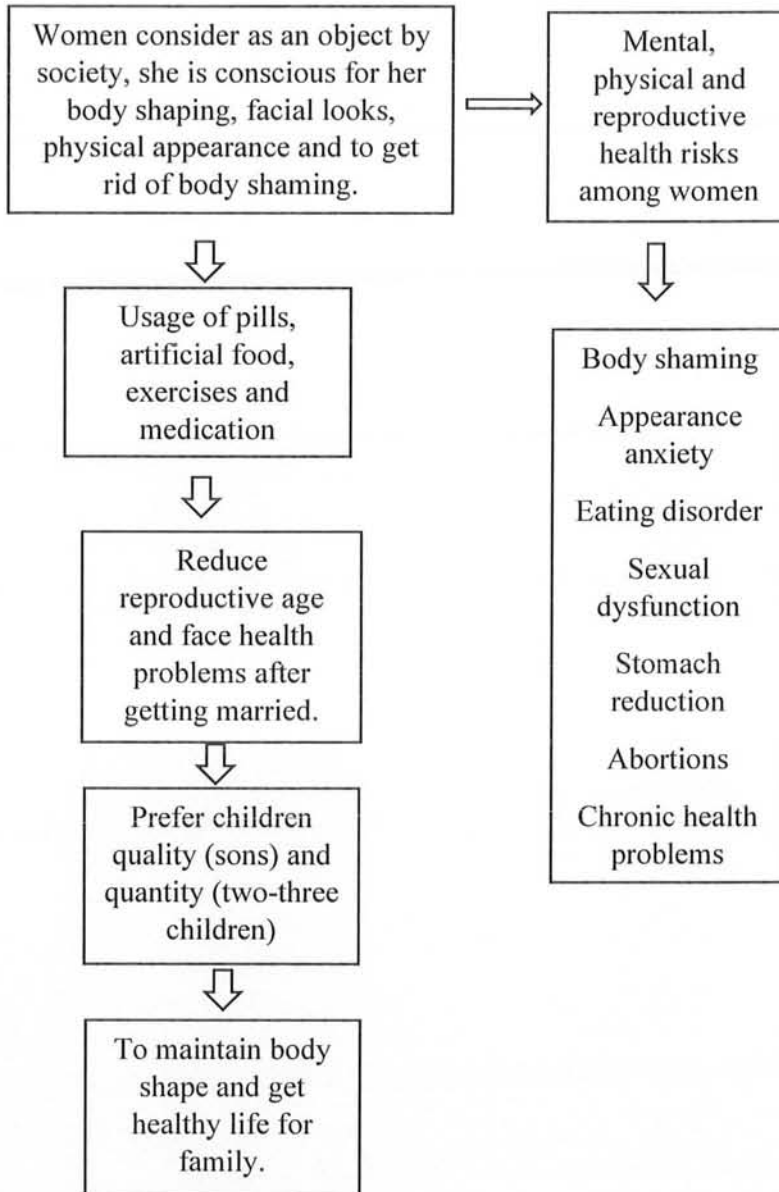 Women consider as an object by
society, she is conscious for her
body shaping, facial looks,
physical appearance and to get
rid of body shaming.
Mental,
physical and
reproductive
health risks
among women
Usage of pills,
artificial food,
exercises and
medication
Reduce
reproductive age
and face health
problems after
getting married.
Prefer children
quality (sons) and
quantity (two-three
children)
To maintain body
shape and get
healthy life for
family.
Body shaming
Appearance
anxiety
Eating disorder
Sexual
dysfunction
Stomach
reduction
Abortions
Chronic health
problems